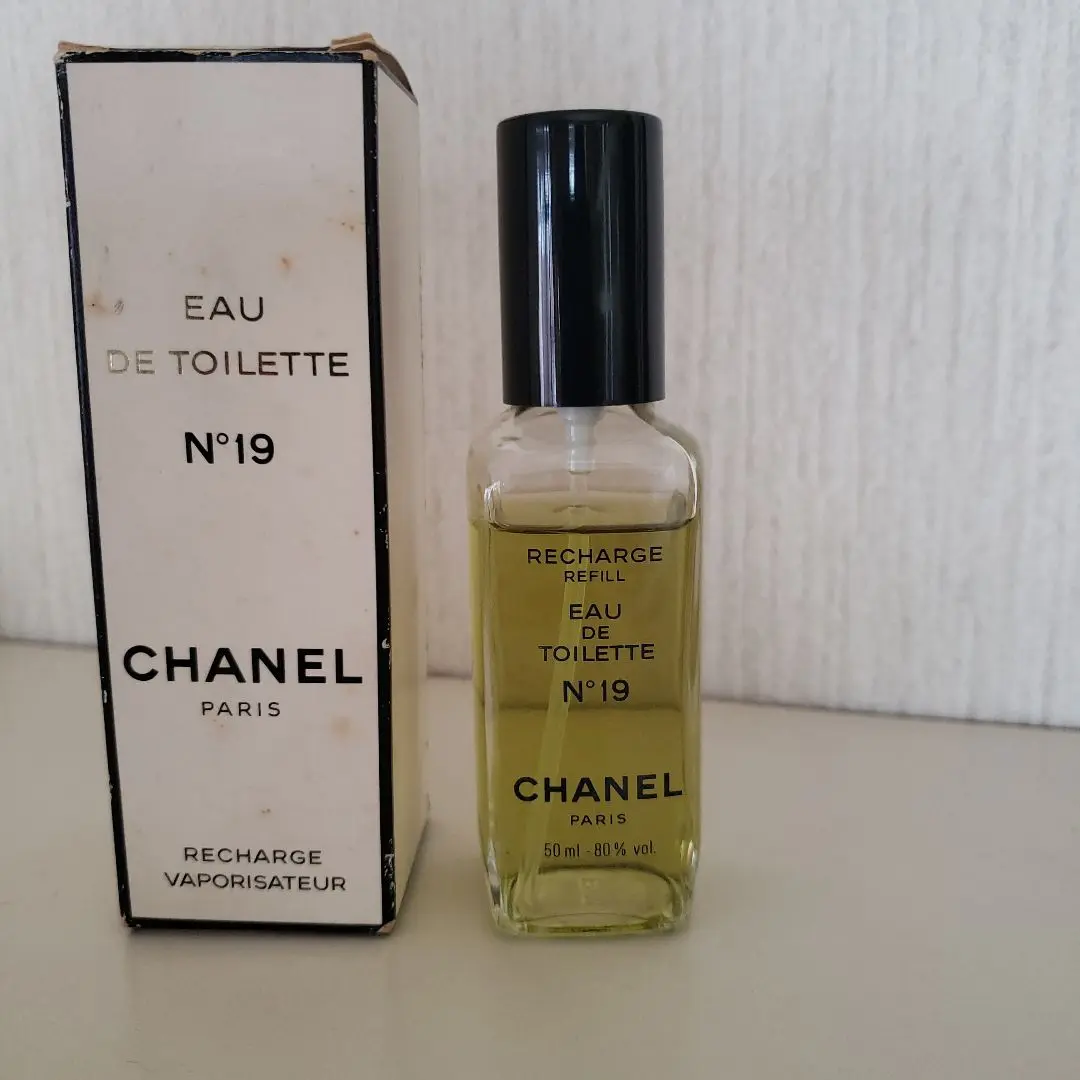 EAU
DE TOILETTE
N°19
CHANEL
PARIS
RECHARGE
VAPORISATEUR
RECHARGE
REFILL
EAU
DE
TOILETTE
N°19
CHANEL
PARIS
50 ml - 80% vol.